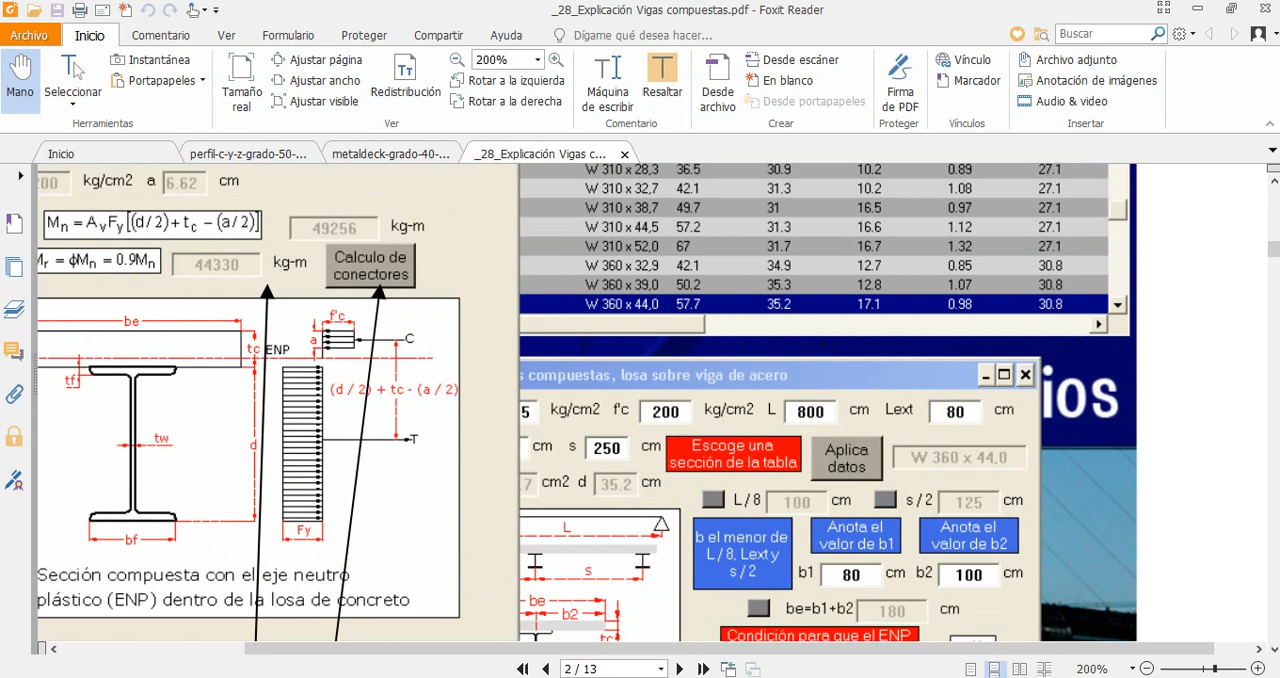 _28_Explicación Vigas compuestas.pdf - Foxit Reader
Archivo Inicio Comentario Ver Formulario Proteger Compartir Ayuda Dígame qué desea hacer... Buscar
Mano Seleccionar Instantánea Portapapeles
Herramientas
Tamaño real Ajustar página Ajustar ancho Ajustar visible Redistribución 200% Rotar a la izquierda Rotar a la derecha
Ver
Máquina de escribir Resaltar
Comentario
Desde archivo Desde escáner En blanco Desde portapapeles
Crear
Firma de PDF
Proteger
Vínculo Marcador
Vínculos
Archivo adjunto Anotación de imágenes Audio & video
Insertar
Inicio perfil-c-y-z-grado-50-... metaldeck-grado-40-... _28_Explicación Vigas c...
200 kg/cm2 a 6.62 cm
Mn = AvFy[(d/2)+tc-(a/2)] 49256 kg-m
Mr = ϕMn = 0.9Mn 44330 kg-m
Calculo de
conectores
be
tc ENP
tf
tw
d
bf
f'c
a
C
(d / 2) + tc - (a / 2)
T
Fy
Sección compuesta con el eje neutro
plástico (ENP) dentro de la losa de concreto
W 310 x 28,3 36.5 30.9 10.2 0.89 27.1
W 310 x 32,7 42.1 31.3 10.2 1.08 27.1
W 310 x 38,7 49.7 31 16.5 0.97 27.1
W 310 x 44,5 57.2 31.3 16.6 1.12 27.1
W 310 x 52,0 67 31.7 16.7 1.32 27.1
W 360 x 32,9 42.1 34.9 12.7 0.85 30.8
W 360 x 39,0 50.2 35.3 12.8 1.07 30.8
W 360 x 44,0 57.7 35.2 17.1 0.98 30.8
s compuestas, losa sobre viga de acero
ios
5 kg/cm2 f'c 200 kg/cm2 L 800 cm Lext 80 cm
cm s 250 cm
Escoge una
sección de la tabla
Aplica
datos
W 360 x 44,0
.7 cm2 d 35.2 cm
L / 8 100 cm s / 2 125 cm
b el menor de
L / 8, Lext y
s / 2
Anota el
valor de b1
Anota el
valor de b2
b1 80 cm b2 100 cm
be=b1+b2 180 cm
Condición para que el ENP
L
s
be
b2
tc
2 / 13 200%